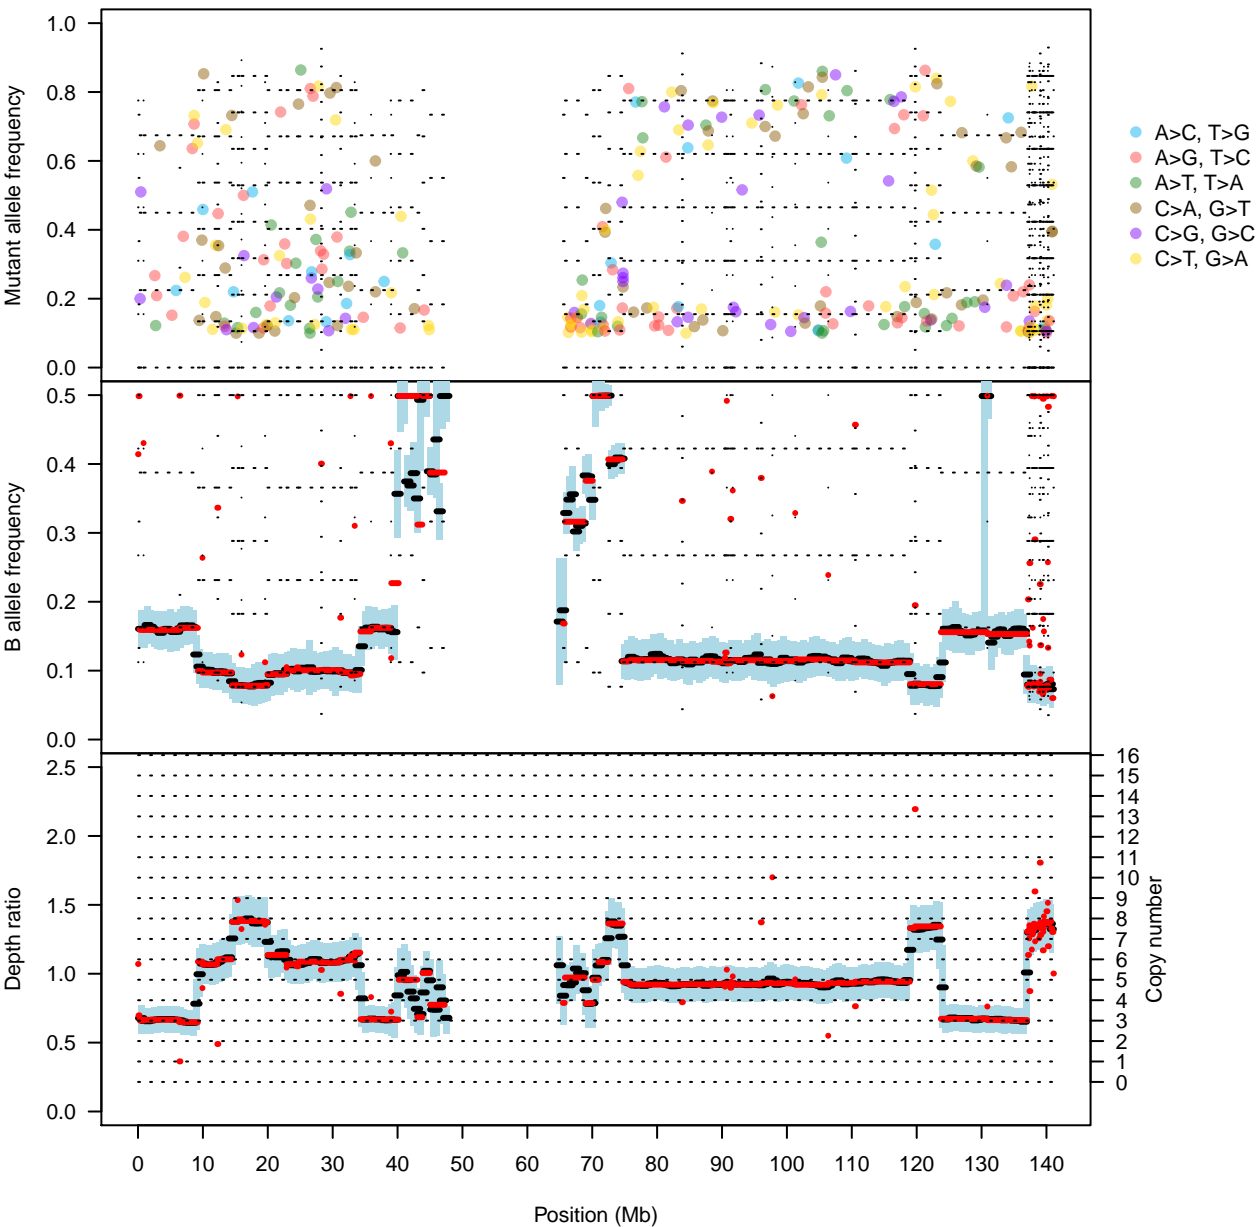 Mutant allele frequency
1.0
0.8
0.6
0.4
0.2
0.0
A>C, T>G
A>G, T>C
A>T, T>A
C>A, G>T
C>G, G>C
C>T, G>A
B allele frequency
0.5
0.4
0.3
0.2
0.1
0.0
Depth ratio
2.5
2.0
1.5
1.0
0.5
0.0
16
15
14
13
12
11
10
9
8
7
6
5
4
3
2
1
0
Copy number
0 10 20 30 40 50 60 70 80 90 100 110 120 130 140
Position (Mb)